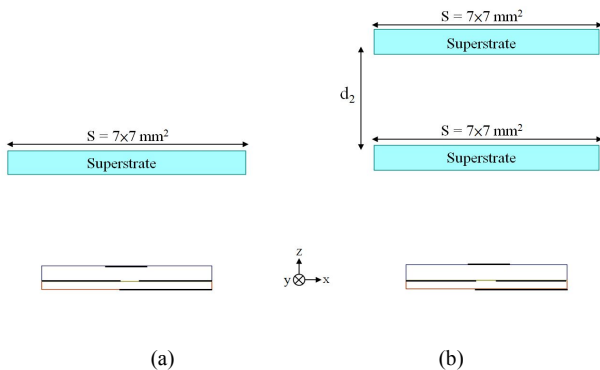 S = 7×7 mm²
Superstrate
d₂
S = 7×7 mm²
Superstrate
S = 7×7 mm²
Superstrate
z
y x
(a) (b)